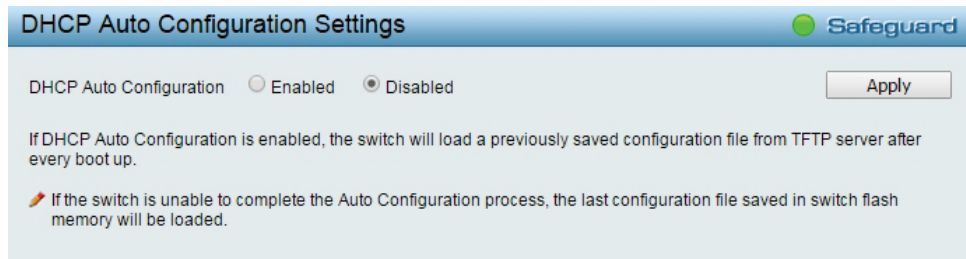 DHCP Auto Configuration Settings Safeguard
DHCP Auto Configuration Enabled Disabled Apply
If DHCP Auto Configuration is enabled, the switch will load a previously saved configuration file from TFTP server after
every boot up.
If the switch is unable to complete the Auto Configuration process, the last configuration file saved in switch flash
memory will be loaded.